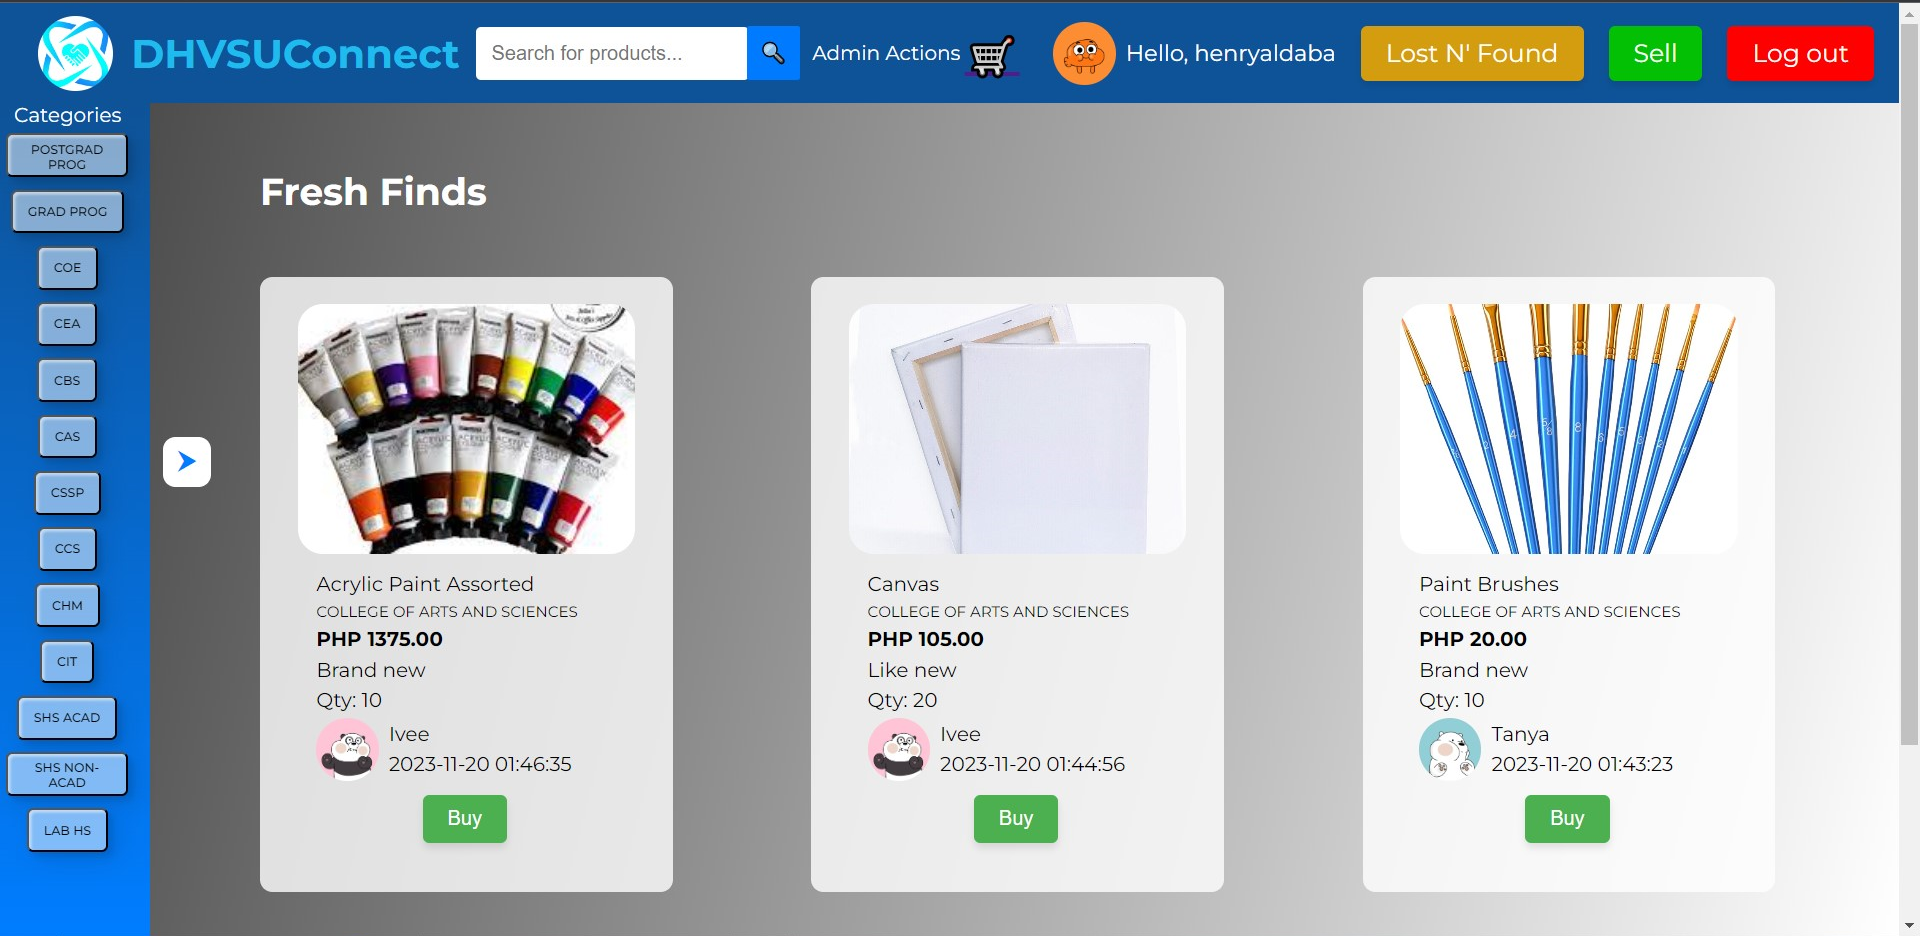 DHVSUConnect
Search for products...
Admin Actions
Hello, henryaldaba
Lost N' Found
Sell
Log out
Categories
POSTGRAD
PROG
GRAD PROG
COE
CEA
CBS
CAS
CSSP
CCS
CHM
CIT
SHS ACAD
SHS NON-
ACAD
LAB HS
Fresh Finds
Acrylic Paint Assorted
COLLEGE OF ARTS AND SCIENCES
PHP 1375.00
Brand new
Qty: 10
Ivee
2023-11-20 01:46:35
Buy
Canvas
COLLEGE OF ARTS AND SCIENCES
PHP 105.00
Like new
Qty: 20
Ivee
2023-11-20 01:44:56
Buy
Paint Brushes
COLLEGE OF ARTS AND SCIENCES
PHP 20.00
Brand new
Qty: 10
Tanya
2023-11-20 01:43:23
Buy